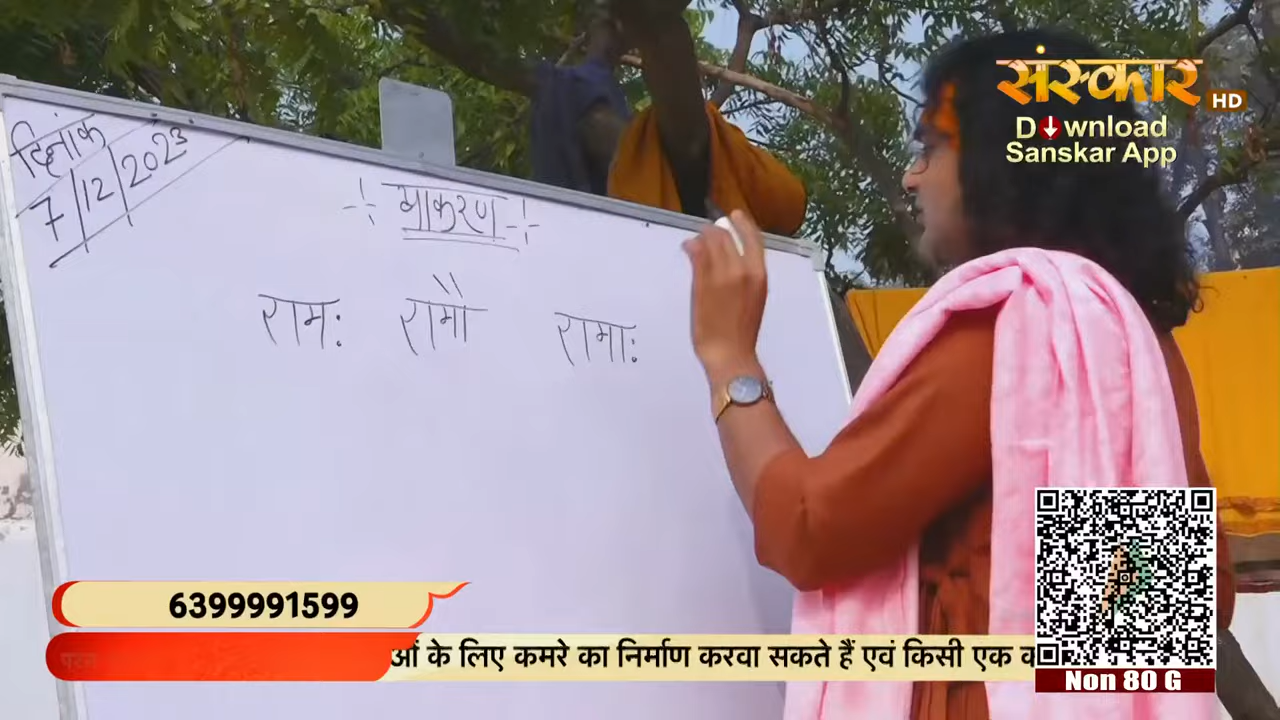 दिनांक
7/12/2023
व्याकरण
रामः रामौ रामाः
संस्कार HD
Download
Sanskar App
6399991599
ओं के लिए कमरे का निर्माण करवा सकते हैं एवं किसी एक
Non 80 G